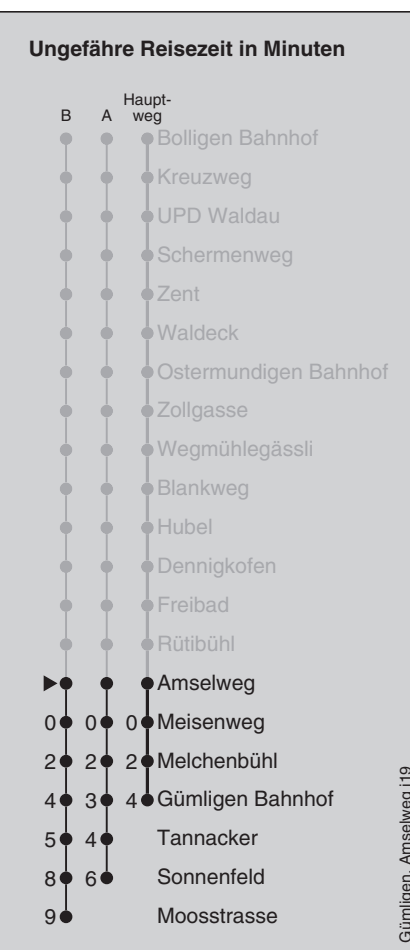 Ungefähre Reisezeit in Minuten
B A Haupt-
weg
Bolligen Bahnhof
Kreuzweg
UPD Waldau
Schermenweg
Zent
Waldeck
Ostermundigen Bahnhof
Zollgasse
Wegmühlegässli
Blankweg
Hubel
Dennigkofen
Freibad
Rütibühl
Amselweg
0 0 0 Meisenweg
2 2 2 Melchenbühl
4 3 4 Gümligen Bahnhof
5 4 Tannacker
8 6 Sonnenfeld
9 Moosstrasse
Gümligen, Amselweg j19